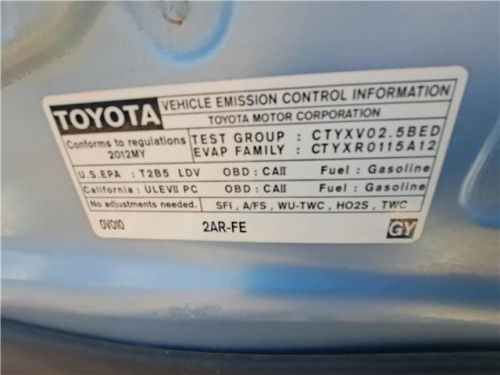 TOYOTA VEHICLE EMISSION CONTROL INFORMATION
TOYOTA MOTOR CORPORATION
Conforms to regulations
2012MY
TEST GROUP : CTYXV02.5BED
EVAP FAMILY : CTYXR0115A12
U.S.EPA : T2B5 LDV OBD : CAII Fuel : Gasoline
California : ULEVII PC OBD : CAII Fuel : Gasoline
No adjustments needed. SFI , A/FS , WU-TWC , HO2S , TWC
0V010 2AR-FE GY